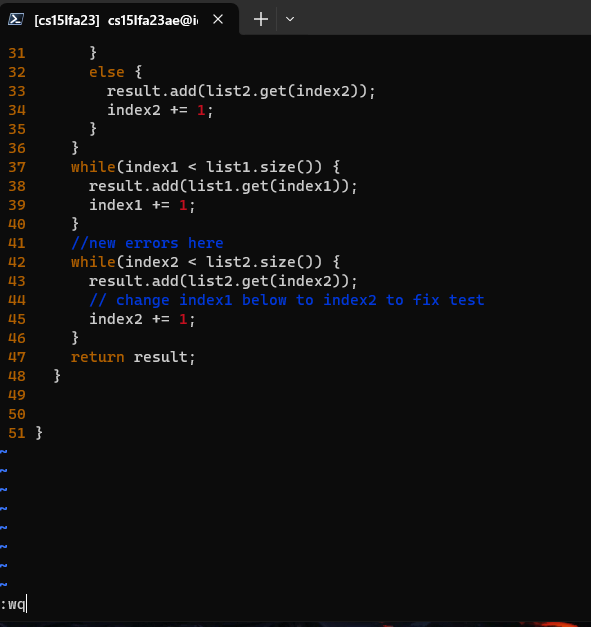 [cs15lfa23] cs15lfa23ae@i
31       }
32       else {
33         result.add(list2.get(index2));
34         index2 += 1;
35       }
36     }
37     while(index1 < list1.size()) {
38       result.add(list1.get(index1));
39       index1 += 1;
40     }
41     //new errors here
42     while(index2 < list2.size()) {
43       result.add(list2.get(index2));
44       // change index1 below to index2 to fix test
45       index2 += 1;
46     }
47     return result;
48   }
49
50
51 }
~
~
~
~
~
~
~
~
:wq